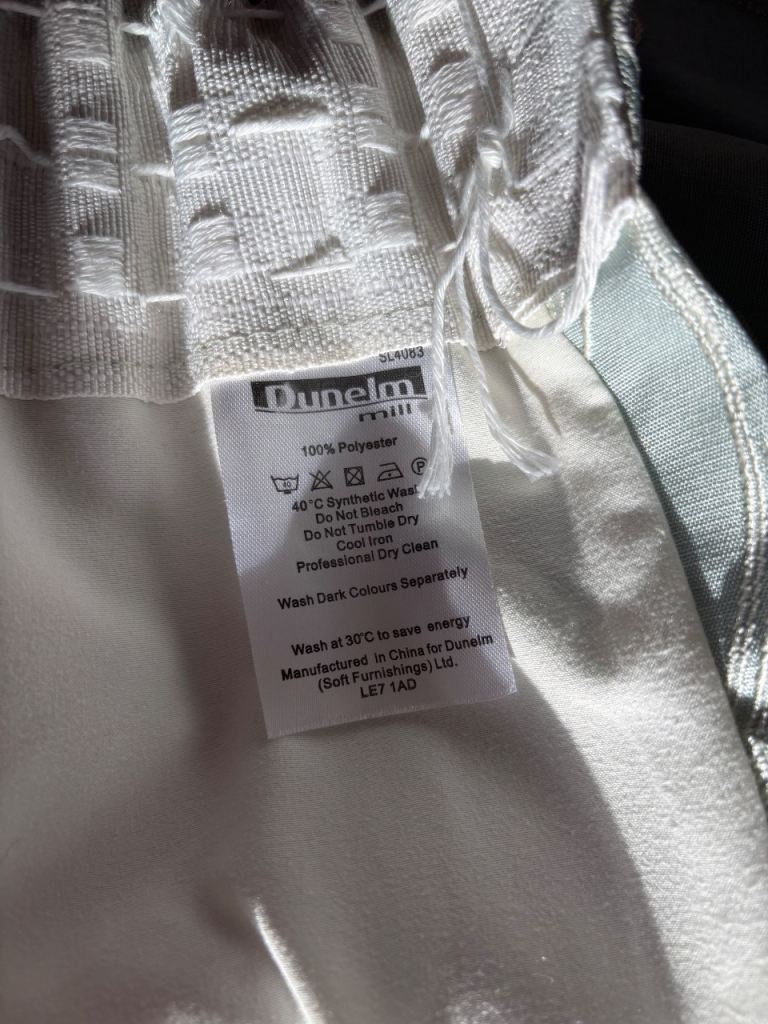 SL4083
Dunelm
mill
100% Polyester
40 P
40°C Synthetic Wash
Do Not Bleach
Do Not Tumble Dry
Cool Iron
Professional Dry Clean
Wash Dark Colours Separately
Wash at 30°C to save energy
Manufactured in China for Dunelm
(Soft Furnishings) Ltd.
LE7 1AD